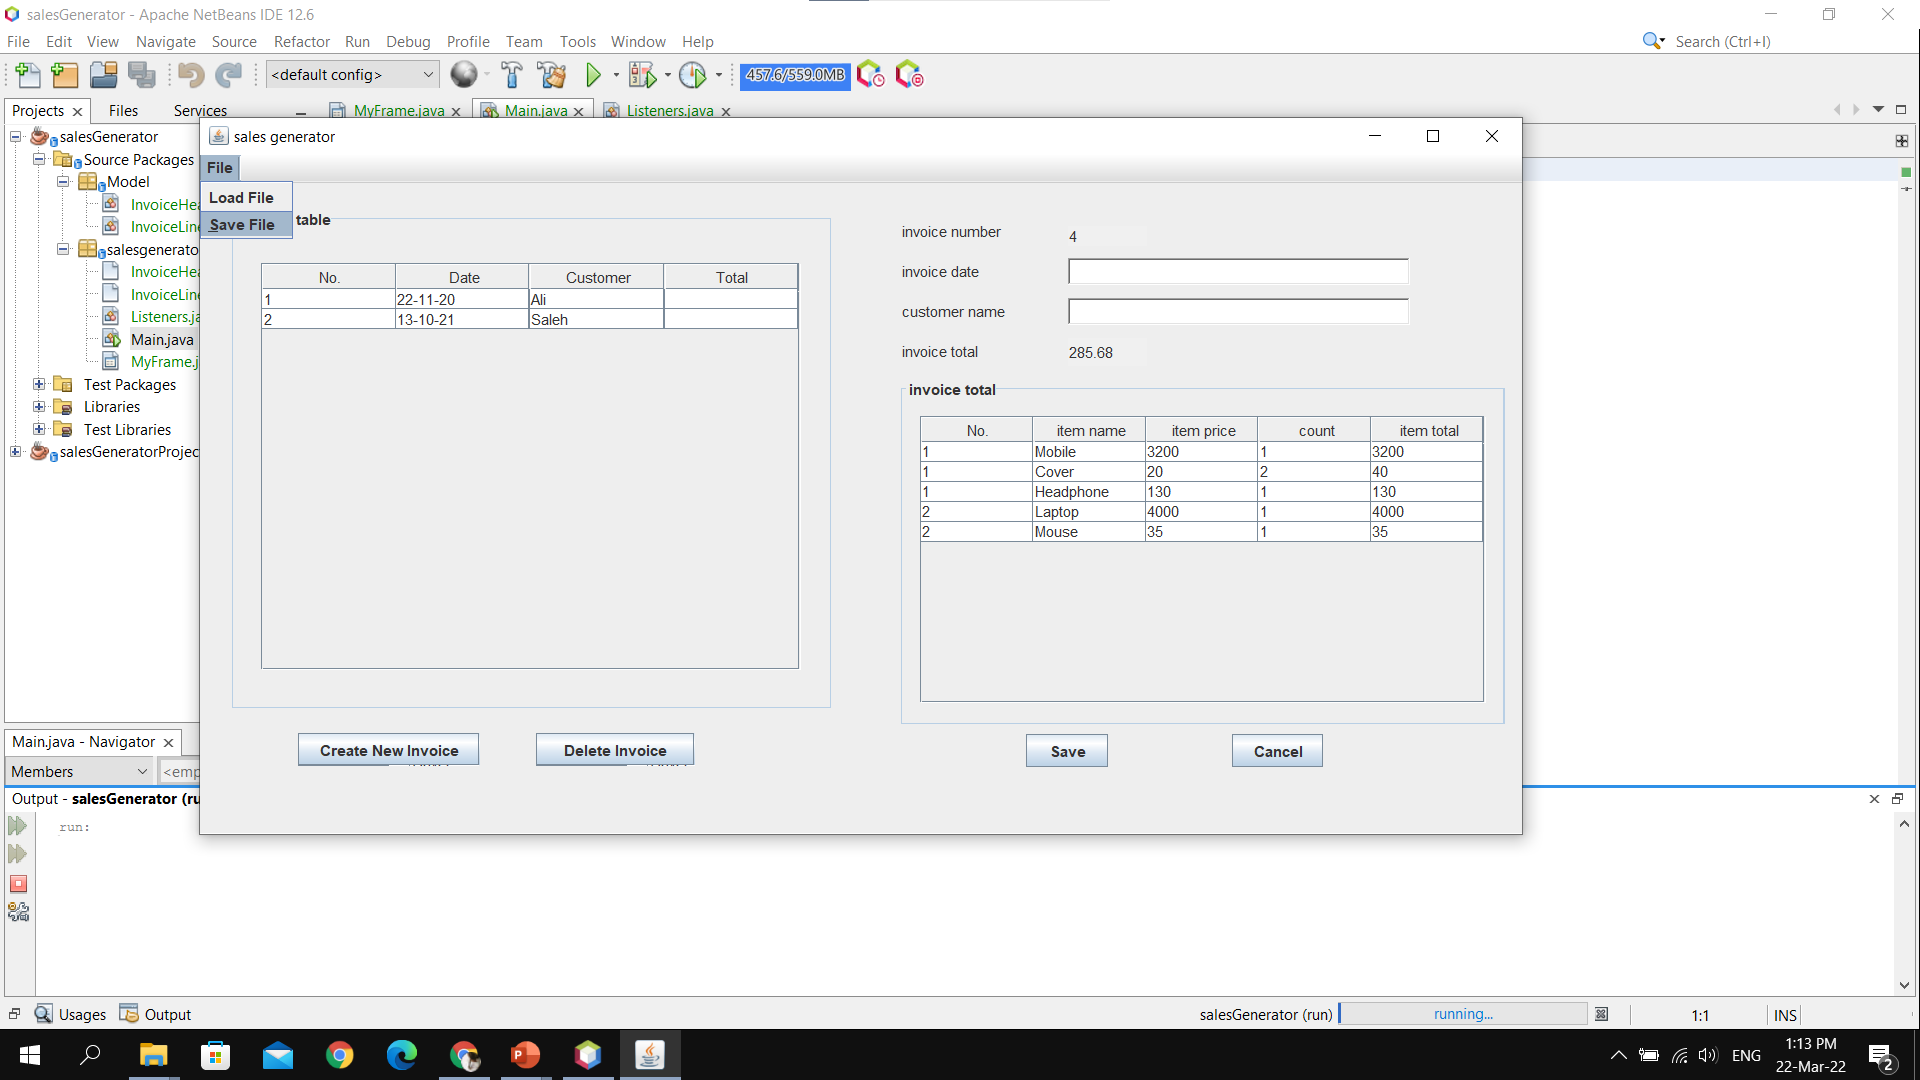 salesGenerator - Apache NetBeans IDE 12.6
File Edit View Navigate Source Refactor Run Debug Profile Team Tools Window Help
Search (Ctrl+I)
<default config>
457.6/559.0MB
Projects Files Services
MyFrame.java Main.java Listeners.java
salesGenerator
Source Packages
Model
InvoiceHea
InvoiceLine
salesgenerato
InvoiceHea
InvoiceLine
Listeners.ja
Main.java
MyFrame.j
Test Packages
Libraries
Test Libraries
salesGeneratorProjec
sales generator
File
Load File
Save File
table
No. Date Customer Total
1 22-11-20 Ali
2 13-10-21 Saleh
Create New Invoice
Delete Invoice
invoice number 4
invoice date
customer name
invoice total 285.68
invoice total
No. item name item price count item total
1 Mobile 3200 1 3200
1 Cover 20 2 40
1 Headphone 130 1 130
2 Laptop 4000 1 4000
2 Mouse 35 1 35
Save
Cancel
Main.java - Navigator
Members
<emp
Output - salesGenerator (ru
run:
Usages Output
salesGenerator (run) running... 1:1 INS
ENG
1:13 PM
22-Mar-22
2